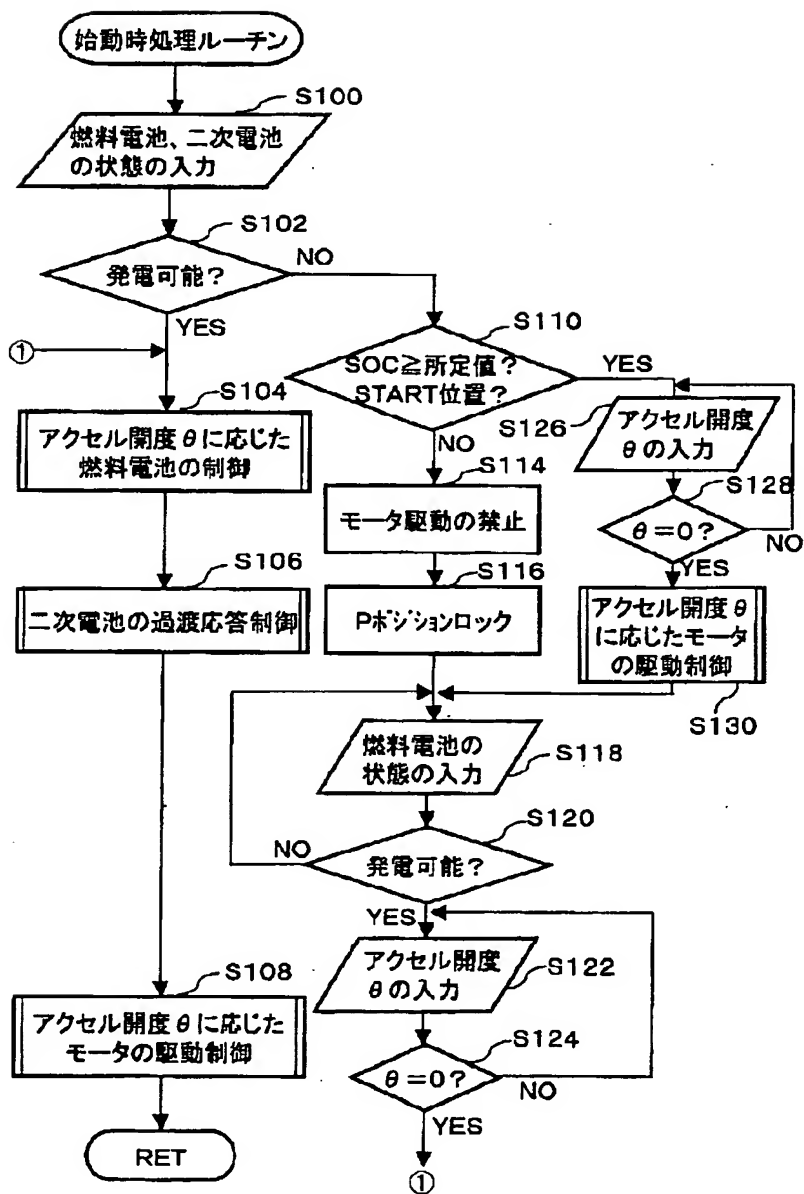 始動時処理ルーチン
S100
燃料電池、二次電池
の状態の入力
S102
発電可能？
NO
YES
①
S110
SOC≧所定値？
START位置？
YES
NO
S104
アクセル開度θに応じた
燃料電池の制御
S126
アクセル開度
θの入力
S114
モータ駆動の禁止
S128
θ=0？
NO
YES
S106
二次電池の過渡応答制御
S116
Pポジションロック
アクセル開度θ
に応じたモータ
の駆動制御
S130
燃料電池の
状態の入力
S118
S120
発電可能？
NO
YES
アクセル開度
θの入力
S122
S108
アクセル開度θに応じた
モータの駆動制御
S124
θ=0？
NO
YES
RET
①